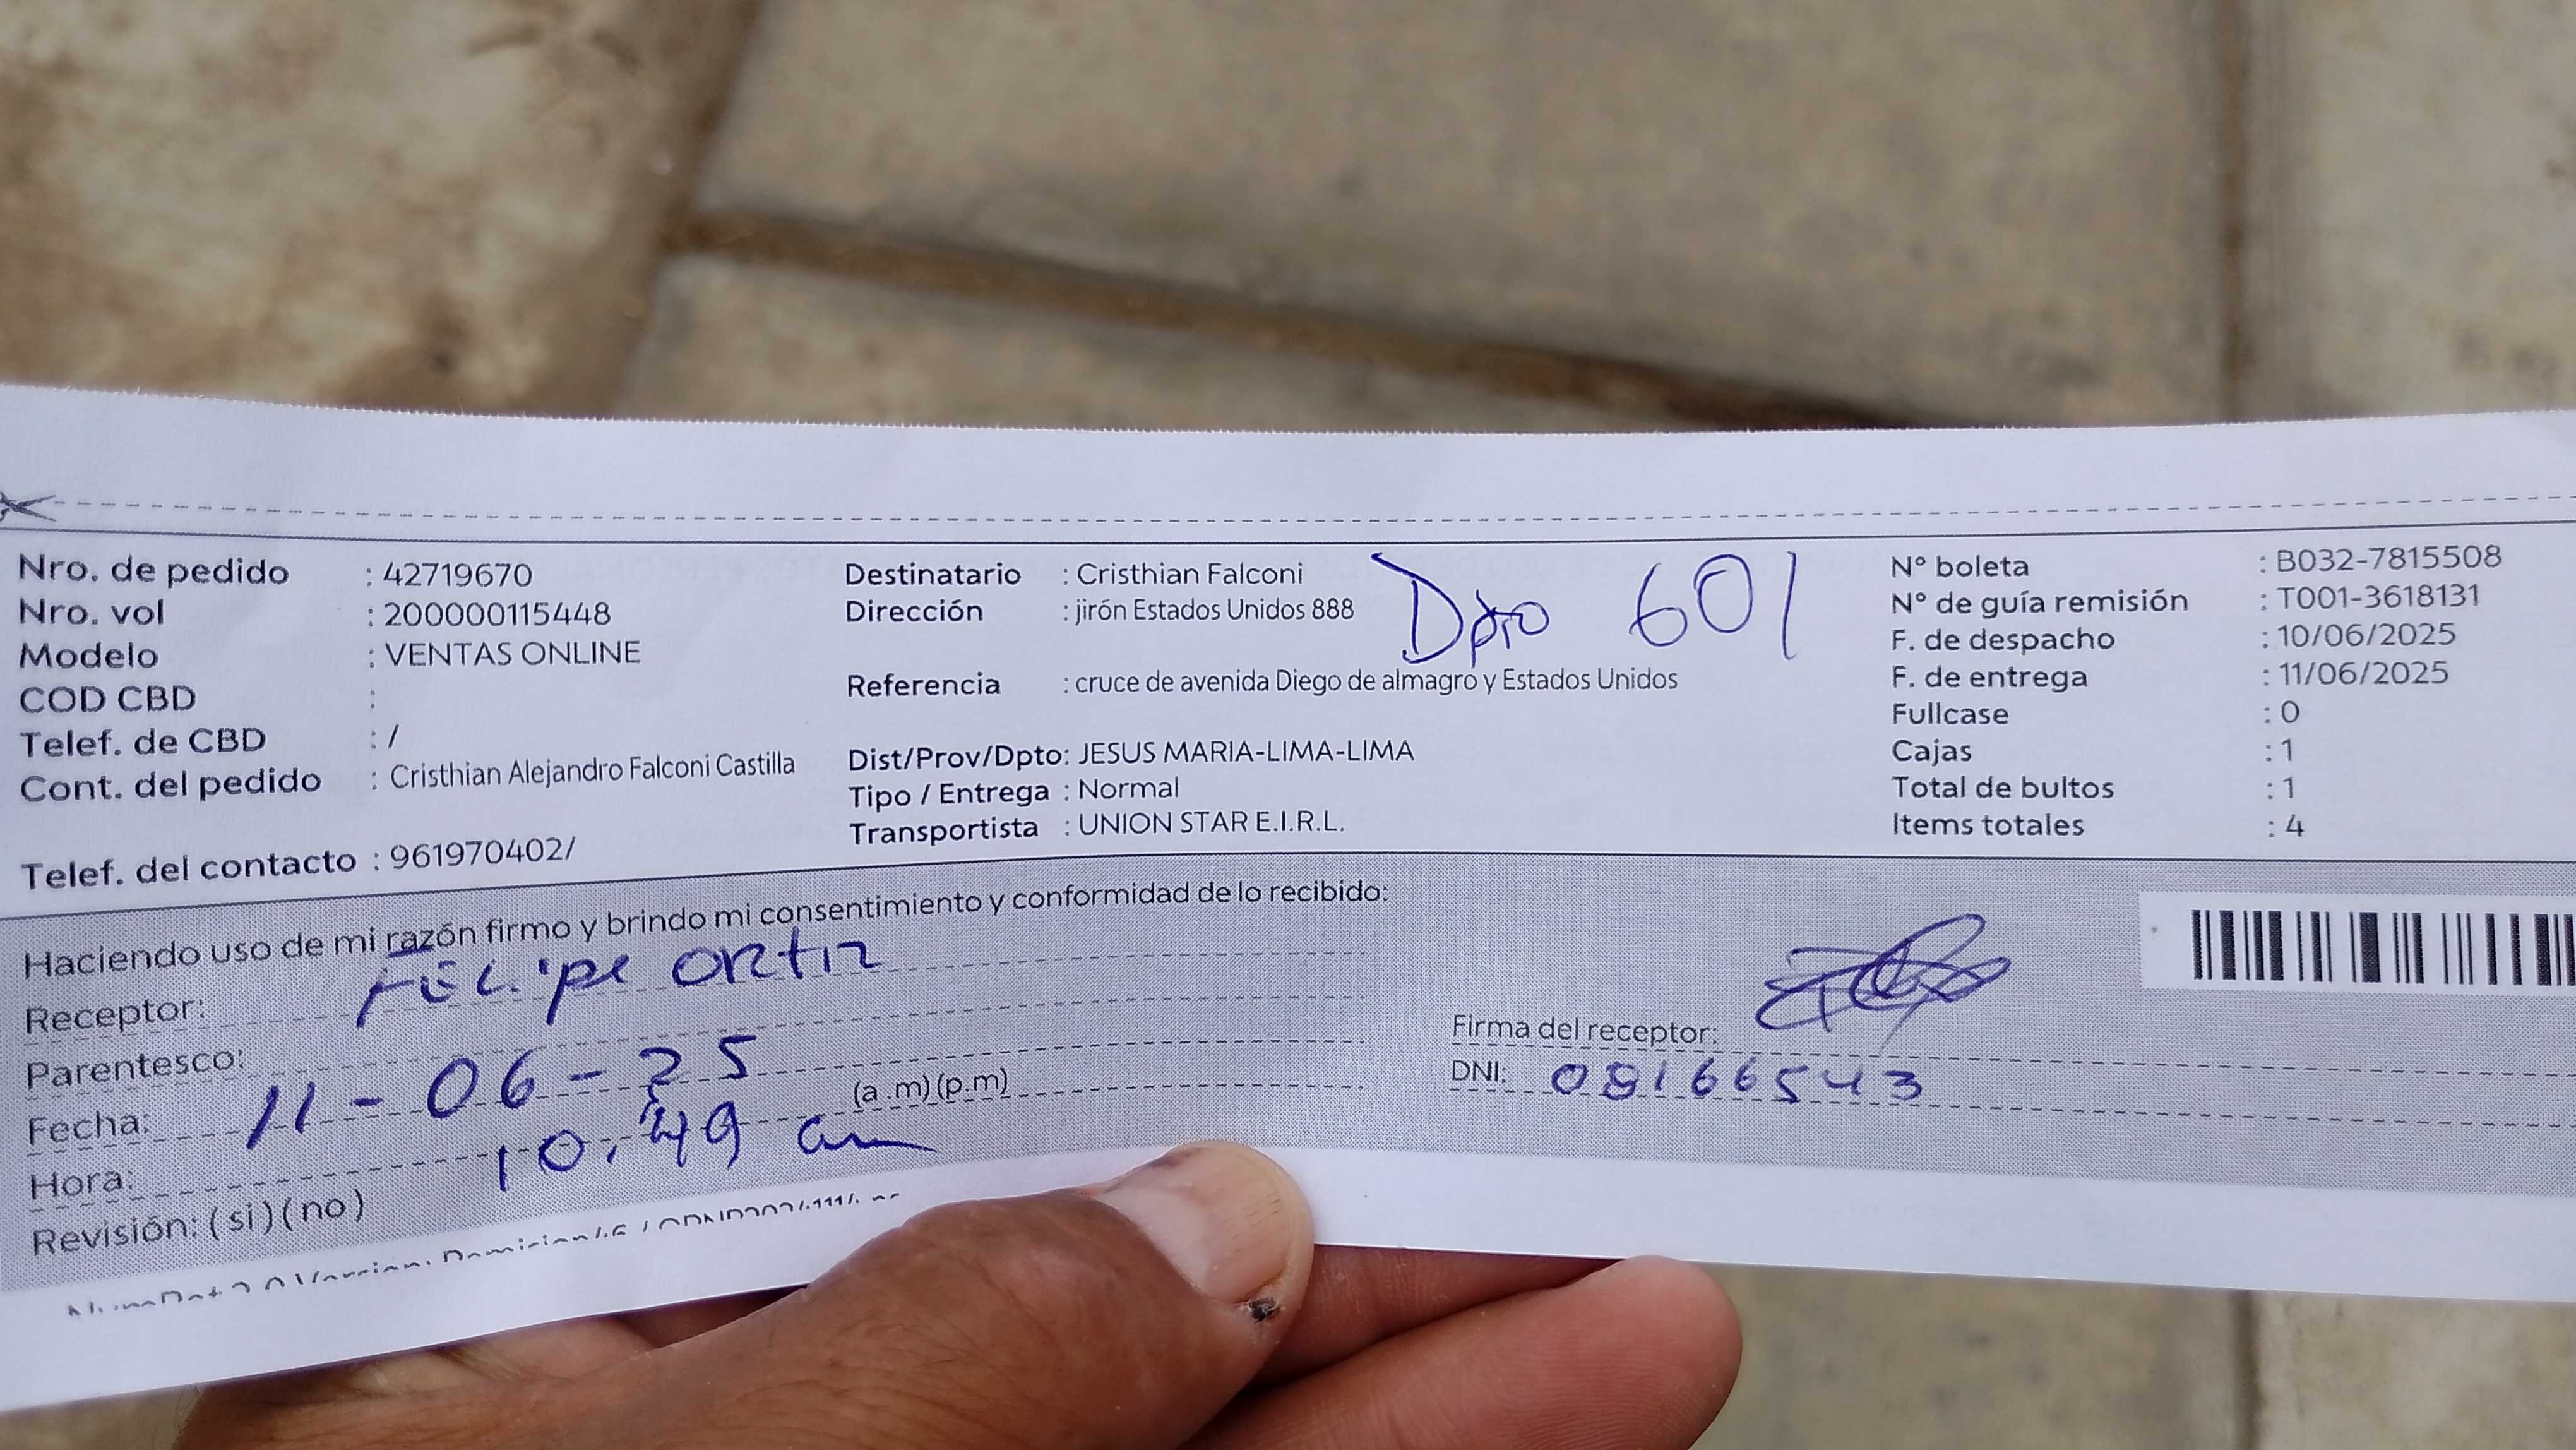 Nro. de pedido : 42719670
Nro. vol : 200000115448
Modelo : VENTAS ONLINE
COD CBD :
Telef. de CBD : /
Cont. del pedido : Cristhian Alejandro Falconi Castilla
Telef. del contacto : 961970402/
Destinatario : Cristhian Falconi
Dirección : jirón Estados Unidos 888 Dpto 601
Referencia : cruce de avenida Diego de almagro y Estados Unidos
Dist/Prov/Dpto: JESUS MARIA-LIMA-LIMA
Tipo / Entrega : Normal
Transportista : UNION STAR E.I.R.L.
N° boleta : B032-7815508
N° de guía remisión : T001-3618131
F. de despacho : 10/06/2025
F. de entrega : 11/06/2025
Fullcase : 0
Cajas : 1
Total de bultos : 1
Items totales : 4
Haciendo uso de mi razón firmo y brindo mi consentimiento y conformidad de lo recibido:
Receptor: FELipe ORtiz
Parentesco:
Fecha: 11-06-25
(a.m)(p.m)
Hora: 10.49 am
Revisión: (si)(no)
Firma del receptor:
DNI: 08166543